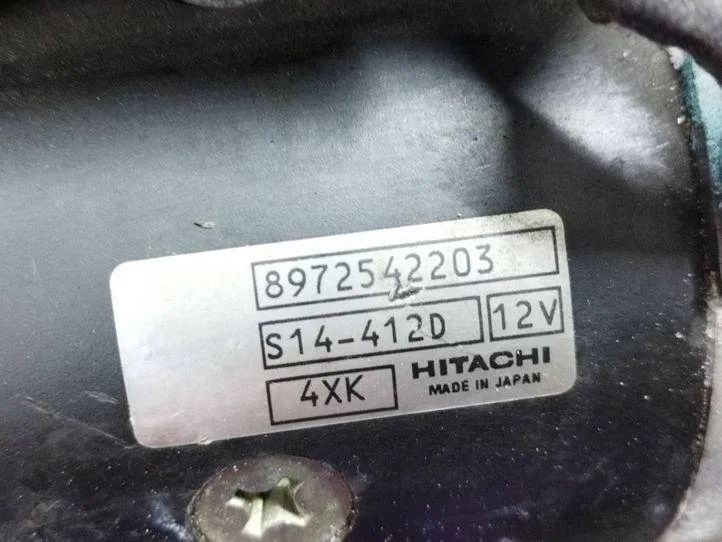 8972542203
S14-412D 12V
4XK HITACHI
MADE IN JAPAN